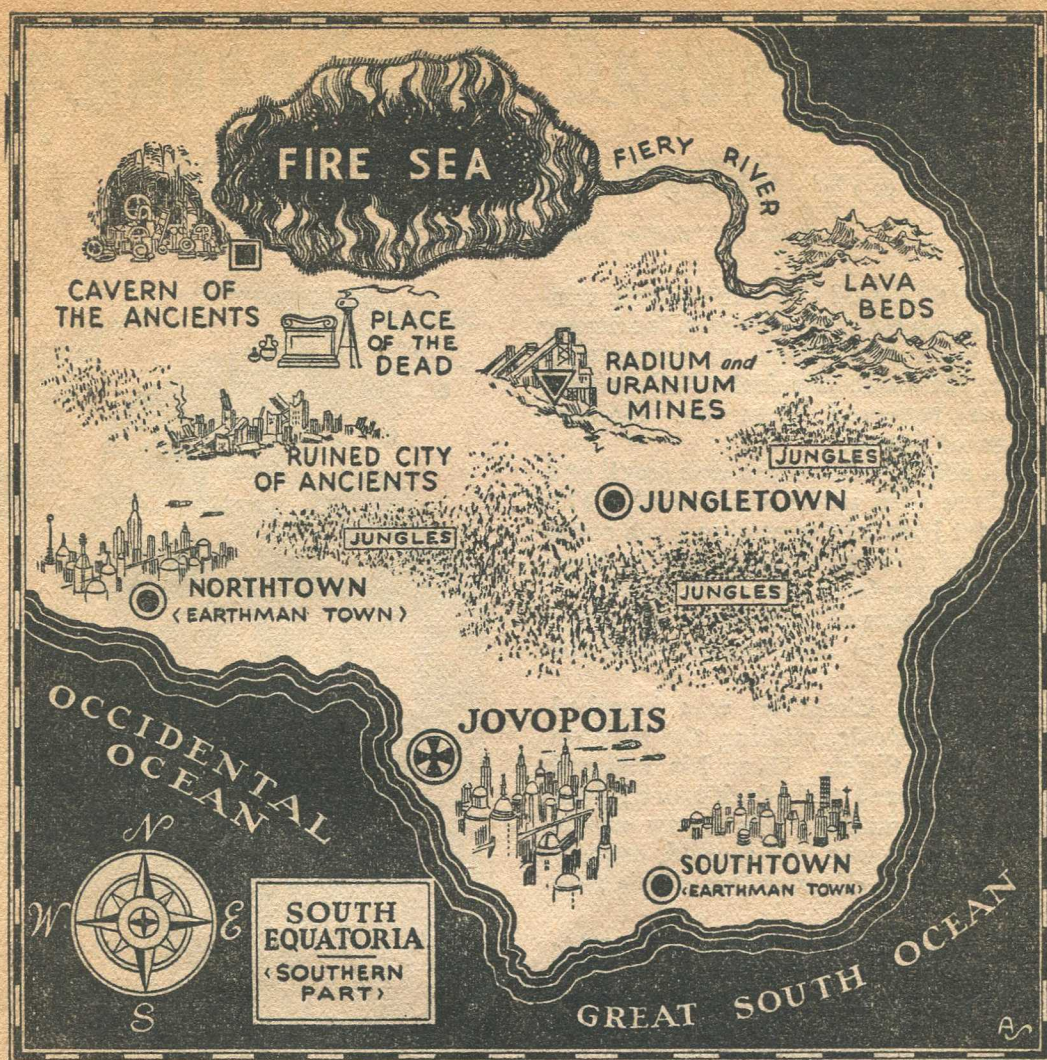 FIRE SEA
FIERY RIVER
CAVERN OF
THE ANCIENTS
PLACE
OF THE
DEAD
LAVA
BEDS
RADIUM and
URANIUM
MINES
RUINED CITY
OF ANCIENTS
JUNGLES
JUNGLETOWN
JUNGLES
JUNGLES
NORTHTOWN
<EARTHMAN TOWN>
JOVOPOLIS
OCCIDENTAL
OCEAN
SOUTHTOWN
<EARTHMAN TOWN>
N
W
E
S
SOUTH
EQUATORIA
<SOUTHERN
PART>
GREAT SOUTH OCEAN